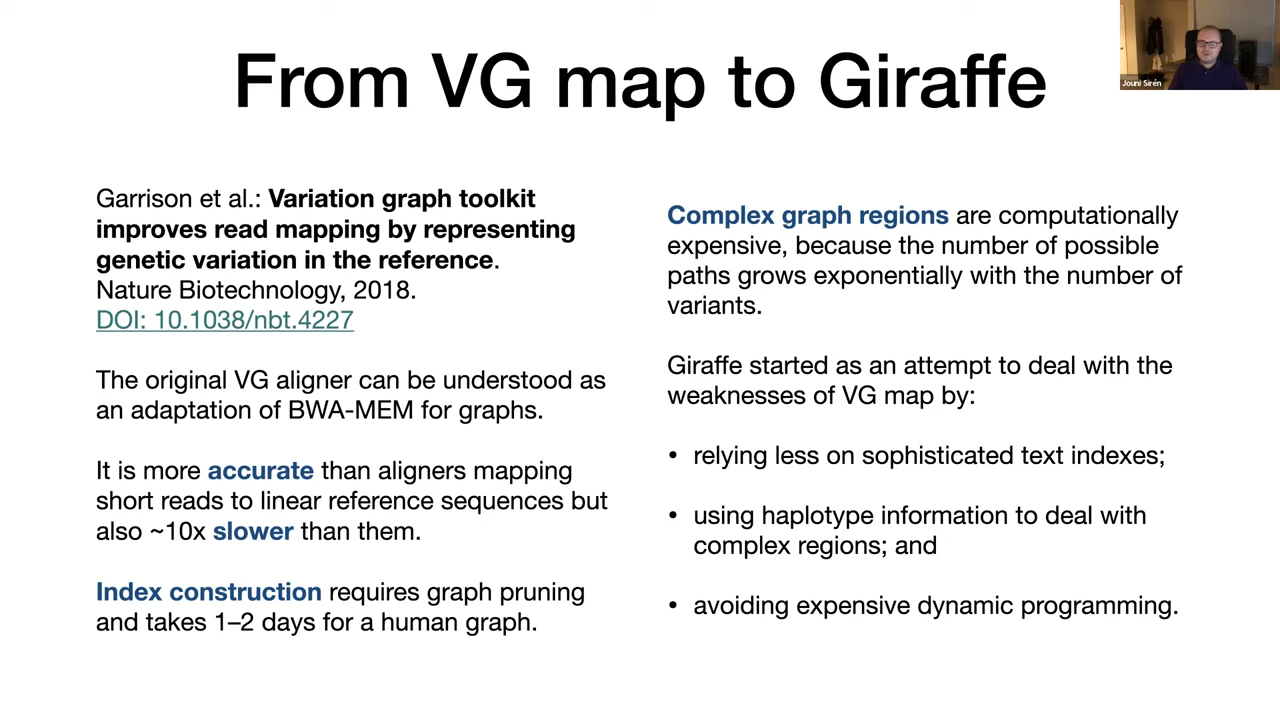 From VG map to Giraffe
Jouni Sirén
Garrison et al.: Variation graph toolkit
improves read mapping by representing
genetic variation in the reference.
Nature Biotechnology, 2018.
DOI: 10.1038/nbt.4227
The original VG aligner can be understood as
an adaptation of BWA-MEM for graphs.
It is more accurate than aligners mapping
short reads to linear reference sequences but
also ~10x slower than them.
Index construction requires graph pruning
and takes 1–2 days for a human graph.
Complex graph regions are computationally
expensive, because the number of possible
paths grows exponentially with the number of
variants.
Giraffe started as an attempt to deal with the
weaknesses of VG map by:
• relying less on sophisticated text indexes;
• using haplotype information to deal with
complex regions; and
• avoiding expensive dynamic programming.